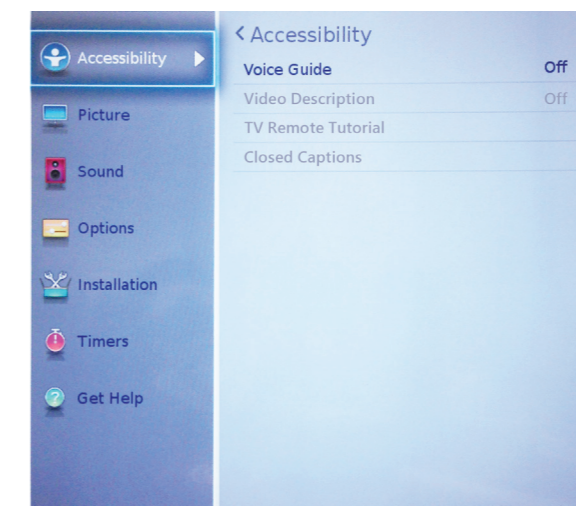 Accessibility
Picture
Sound
Options
Installation
Timers
Get Help
Accessibility
Voice Guide Off
Video Description Off
TV Remote Tutorial
Closed Captions